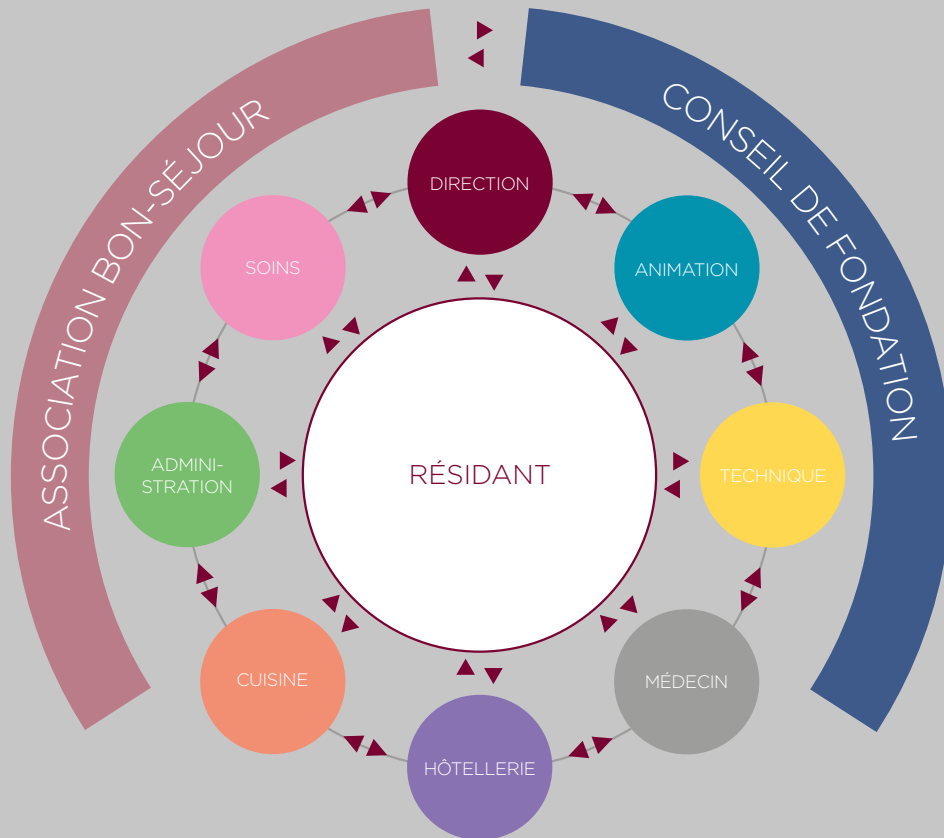 ASSOCIATION BON-SÉJOUR
CONSEIL DE FONDATION
DIRECTION
SOINS
ANIMATION
ADMINI-
STRATION
RÉSIDANT
TECHNIQUE
CUISINE
MÉDECIN
HÔTELLERIE